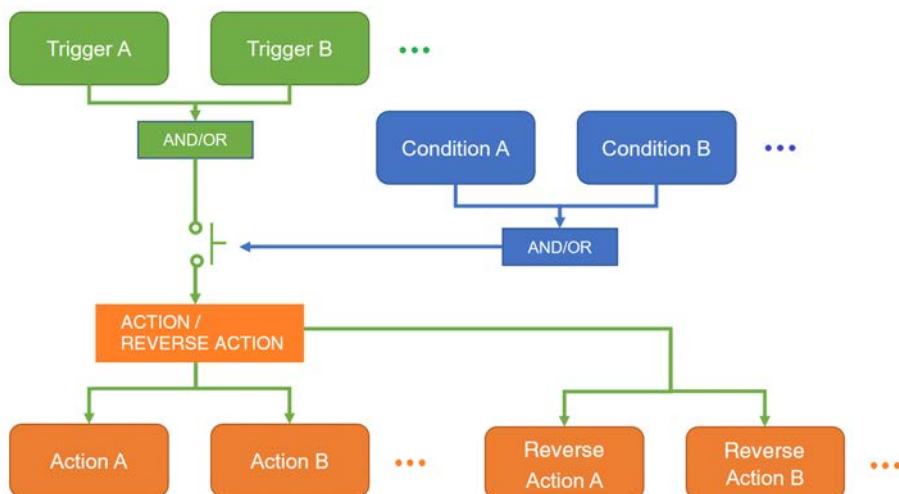 Trigger A
Trigger B
AND/OR
Condition A
Condition B
AND/OR
ACTION /
REVERSE ACTION
Action A
Action B
Reverse
Action A
Reverse
Action B